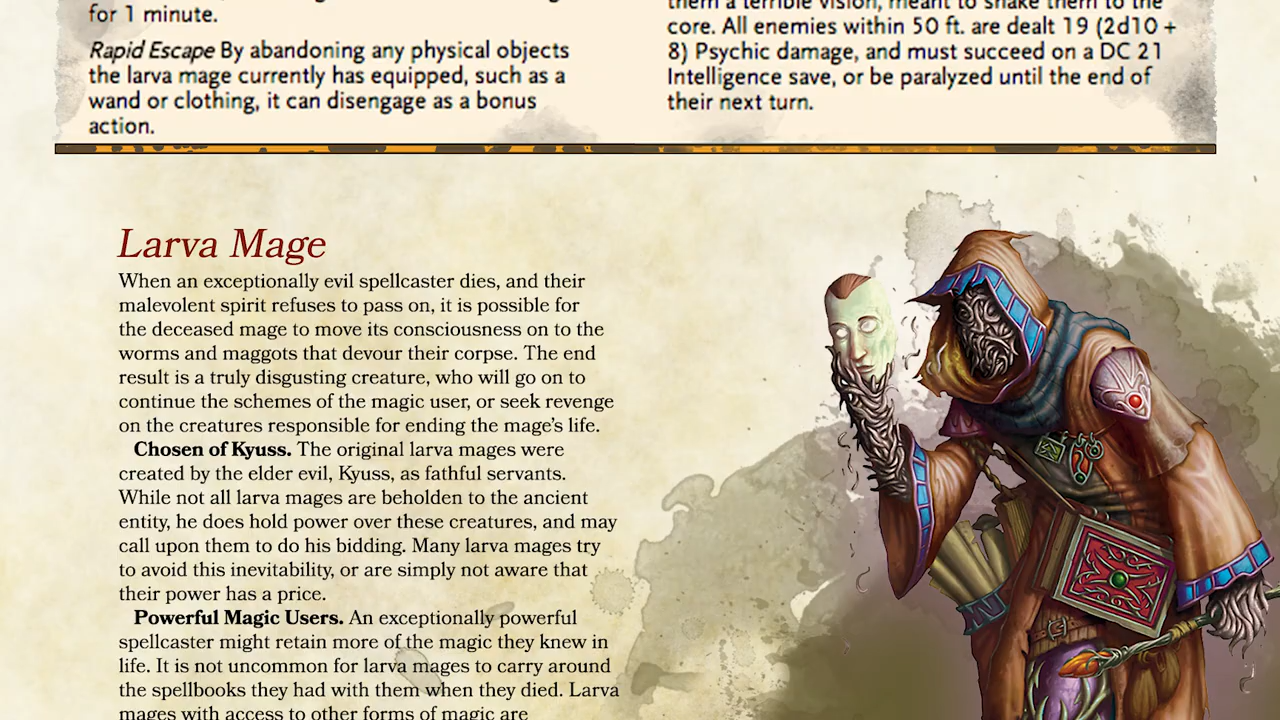 for 1 minute.
Rapid Escape By abandoning any physical objects
the larva mage currently has equipped, such as a
wand or clothing, it can disengage as a bonus
action.
them a terrible vision, meant to shake them to the
core. All enemies within 50 ft. are dealt 19 (2d10 +
8) Psychic damage, and must succeed on a DC 21
Intelligence save, or be paralyzed until the end of
their next turn.
Larva Mage
When an exceptionally evil spellcaster dies, and their
malevolent spirit refuses to pass on, it is possible for
the deceased mage to move its consciousness on to the
worms and maggots that devour their corpse. The end
result is a truly disgusting creature, who will go on to
continue the schemes of the magic user, or seek revenge
on the creatures responsible for ending the mage's life.
Chosen of Kyuss. The original larva mages were
created by the elder evil, Kyuss, as faithful servants.
While not all larva mages are beholden to the ancient
entity, he does hold power over these creatures, and may
call upon them to do his bidding. Many larva mages try
to avoid this inevitability, or are simply not aware that
their power has a price.
Powerful Magic Users. An exceptionally powerful
spellcaster might retain more of the magic they knew in
life. It is not uncommon for larva mages to carry around
the spellbooks they had with them when they died. Larva
mages with access to other forms of magic are